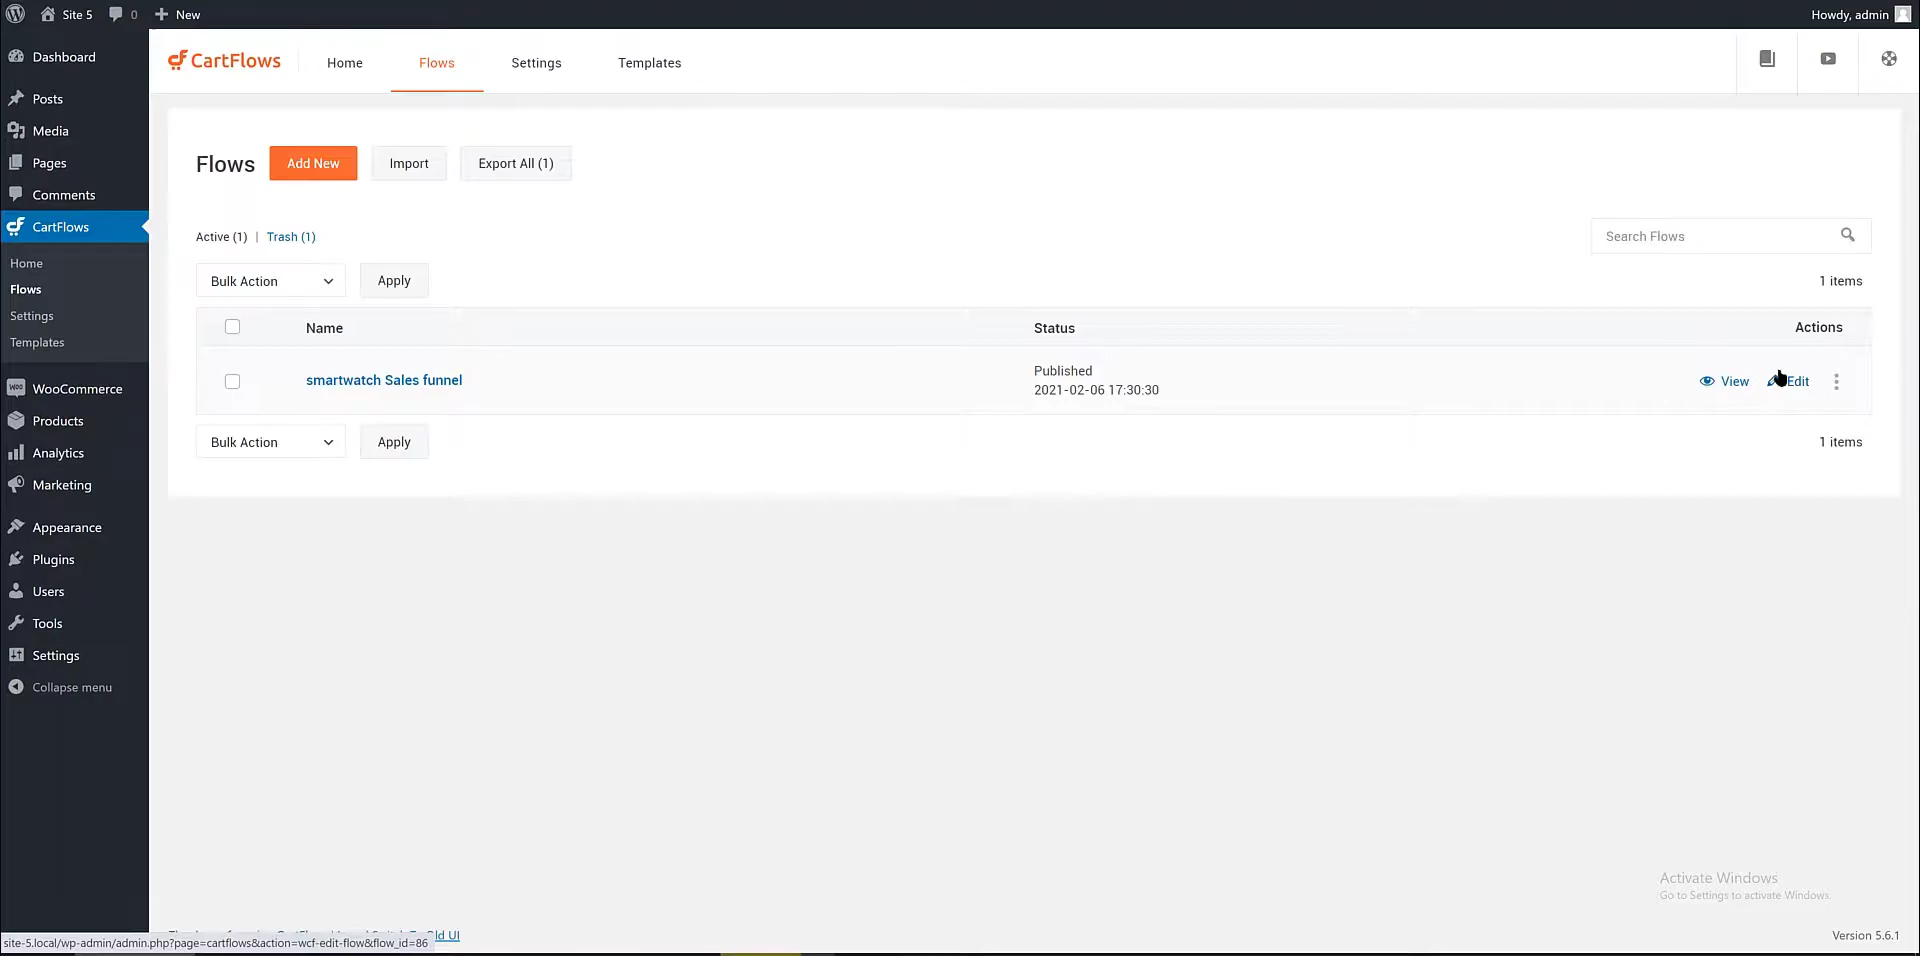 Site 5
0
New
Howdy, admin
Dashboard
Posts
Media
Pages
Comments
CartFlows
Home
Flows
Settings
Templates
WooCommerce
Products
Analytics
Marketing
Appearance
Plugins
Users
Tools
Settings
Collapse menu
CartFlows
Home
Flows
Settings
Templates
Flows
Add New
Import
Export All (1)
Active (1) | Trash (1)
Search Flows
Bulk Action
Apply
1 items
Name
Status
Actions
smartwatch Sales funnel
Published
2021-02-06 17:30:30
View
Edit
Bulk Action
Apply
1 items
Activate Windows
Go to Settings to activate Windows.
UI
site-5.local/wp-admin/admin.php?page=cartflows&action=wcf-edit-flow&flow_id=86
Version 5.6.1